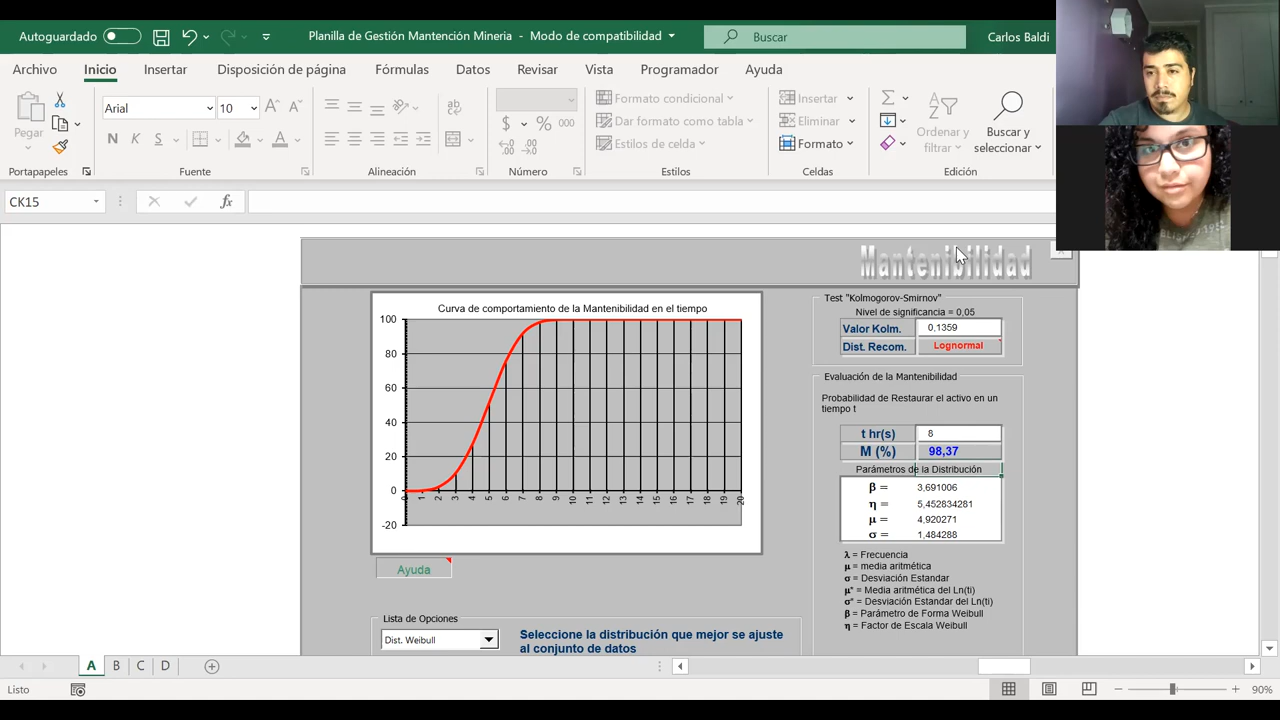 Autoguardado
Planilla de Gestión Mantención Mineria - Modo de compatibilidad
Buscar
Carlos Baldi
Archivo Inicio Insertar Disposición de página Fórmulas Datos Revisar Vista Programador Ayuda
Pegar
Portapapeles
Arial 10
N K S
A
Fuente
ab
Alineación
$ % 000
Número
Formato condicional
Dar formato como tabla
Estilos de celda
Estilos
Insertar
Eliminar
Formato
Celdas
Ordenar y filtrar
Buscar y seleccionar
Edición
CK15
fx
Mantenibilidad
Curva de comportamiento de la Mantenibilidad en el tiempo
100
80
60
40
20
0
-20
0 1 2 3 4 5 6 7 8 9 10 11 12 13 14 15 16 17 18 19 20
Ayuda
Lista de Opciones
Dist. Weibull
Seleccione la distribución que mejor se ajuste
al conjunto de datos
Test "Kolmogorov-Smirnov"
Nivel de significancia = 0,05
Valor Kolm. 0,1359
Dist. Recom. Lognormal
Evaluación de la Mantenibilidad
Probabilidad de Restaurar el activo en un
tiempo t
t hr(s) 8
M (%) 98,37
Parámetros de la Distribución
β = 3,691006
η = 5,452834281
μ = 4,920271
σ = 1,484288
λ = Frecuencia
μ = media aritmética
σ = Desviación Estandar
μ* = Media aritmética del Ln(ti)
σ* = Desviación Estandar del Ln(ti)
β = Parámetro de Forma Weibull
η = Factor de Escala Weibull
A B C D
Listo
90%